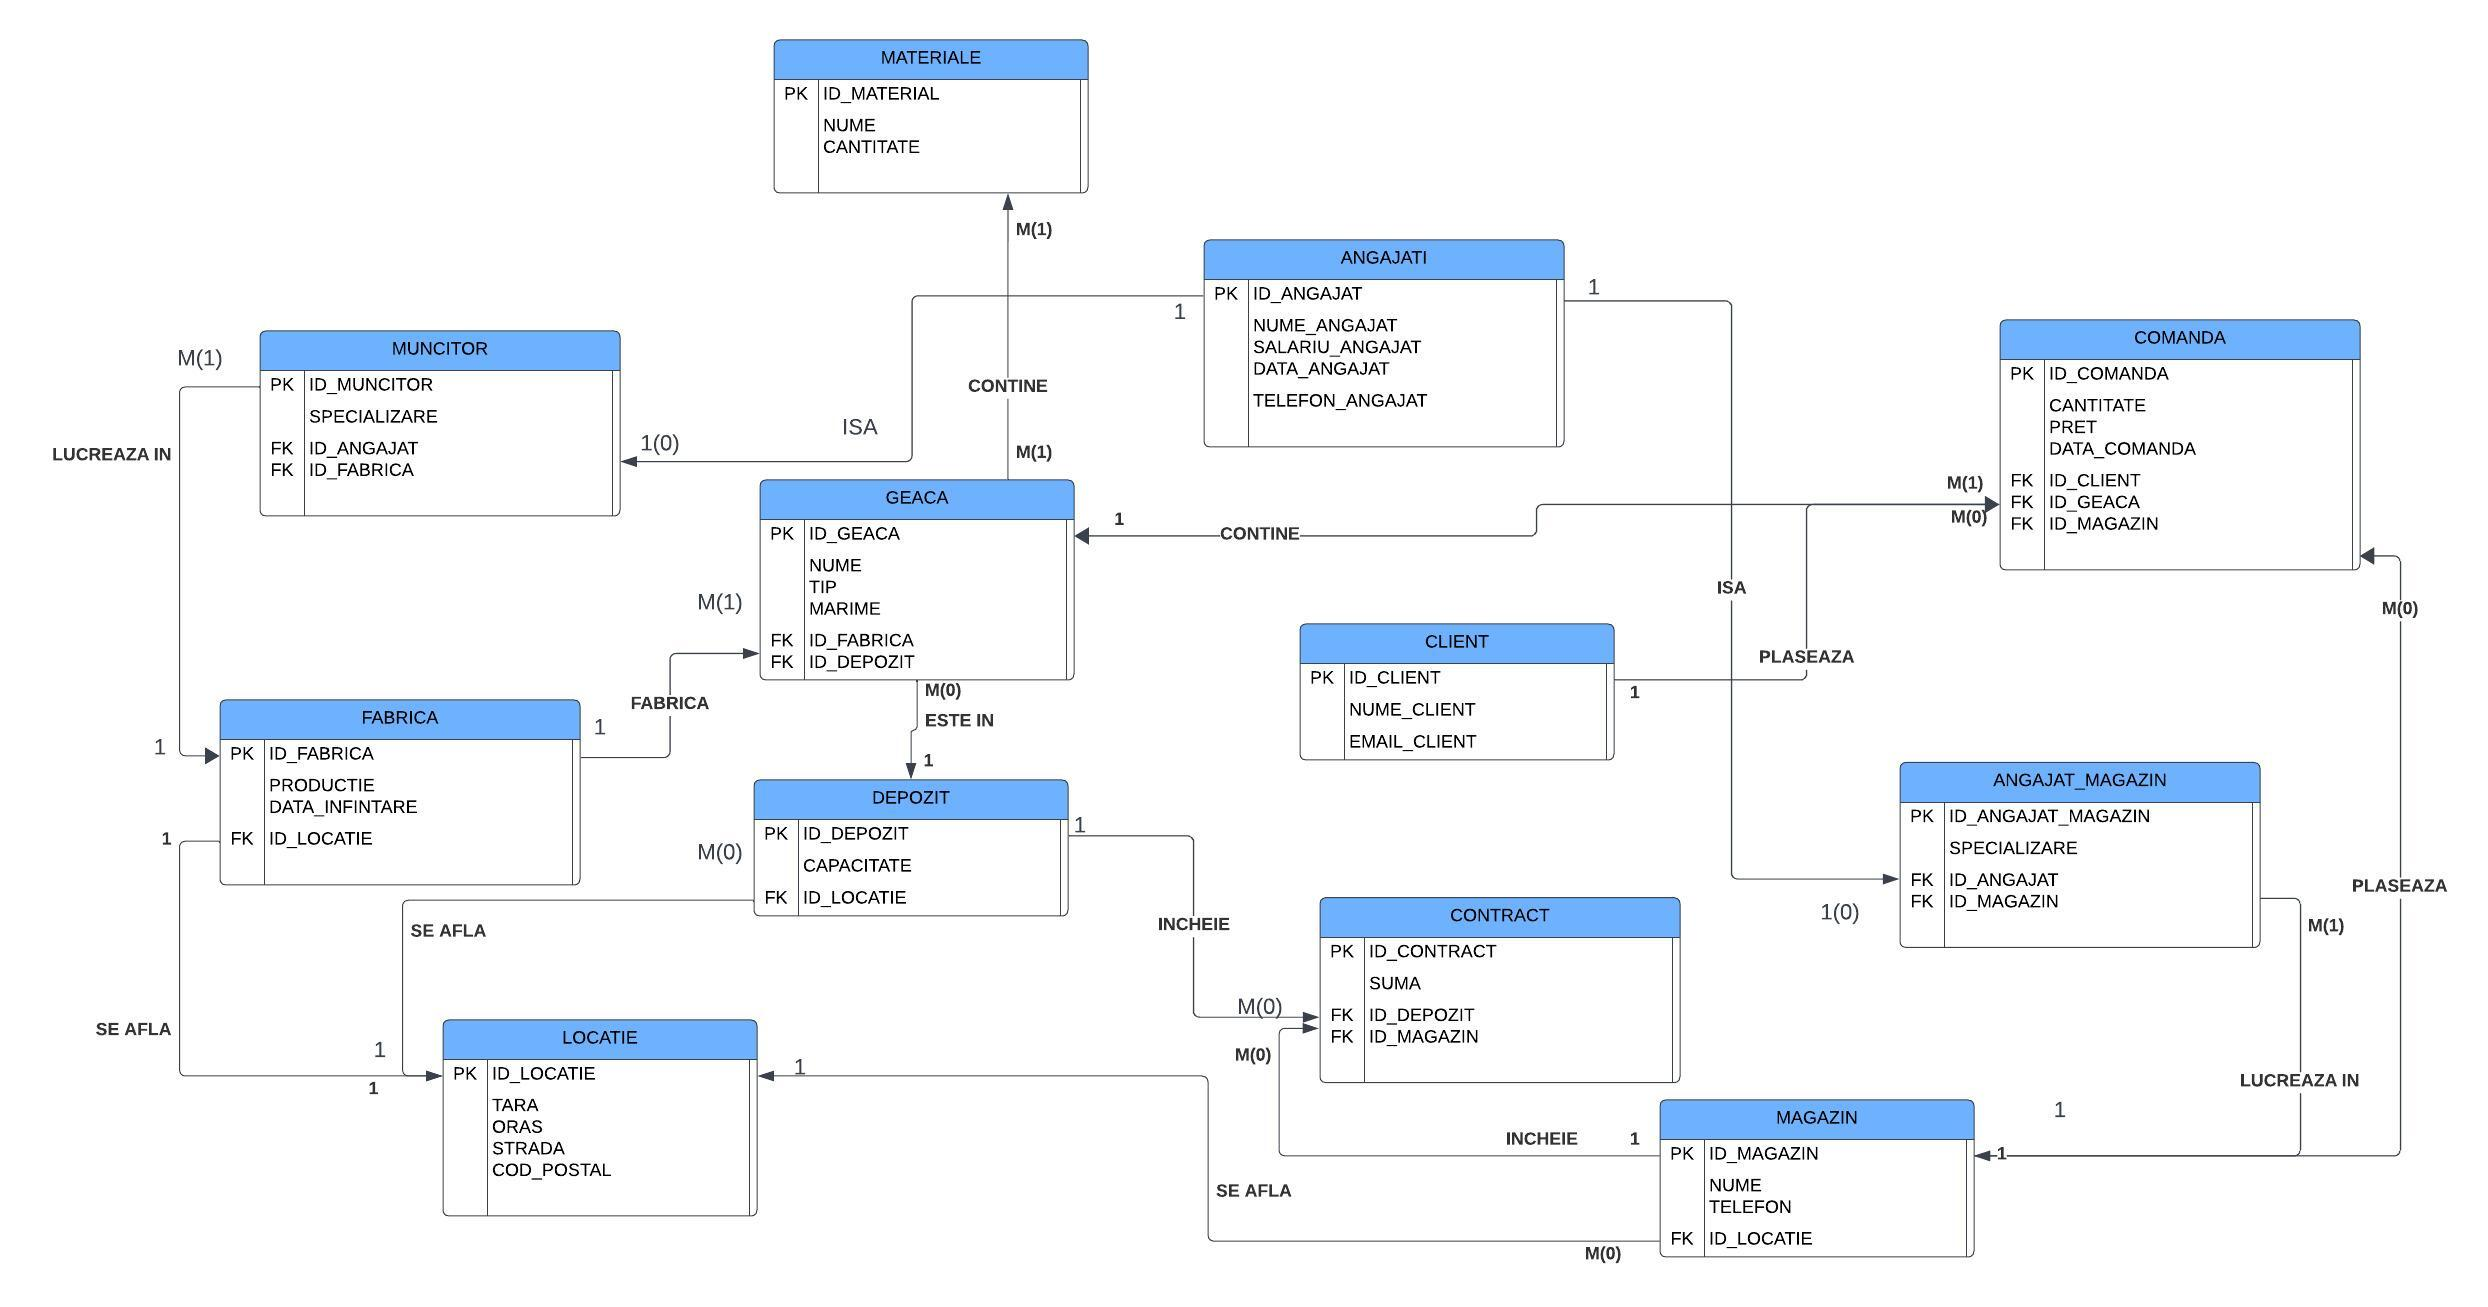 MATERIALE
PK ID_MATERIAL
NUME
CANTITATE
M(1)
CONTINE
M(1)
ANGAJATI
PK ID_ANGAJAT
NUME_ANGAJAT
SALARIU_ANGAJAT
DATA_ANGAJAT
TELEFON_ANGAJAT
1
1
ISA
1(0)
MUNCITOR
PK ID_MUNCITOR
SPECIALIZARE
FK ID_ANGAJAT
FK ID_FABRICA
M(1)
LUCREAZA IN
1
COMANDA
PK ID_COMANDA
CANTITATE
PRET
DATA_COMANDA
FK ID_CLIENT
FK ID_GEACA
FK ID_MAGAZIN
M(1)
M(0)
M(0)
GEACA
PK ID_GEACA
NUME
TIP
MARIME
FK ID_FABRICA
FK ID_DEPOZIT
1
CONTINE
M(1)
FABRICA
1
M(0)
ESTE IN
1
ISA
CLIENT
PK ID_CLIENT
NUME_CLIENT
EMAIL_CLIENT
1
PLASEAZA
FABRICA
PK ID_FABRICA
PRODUCTIE
DATA_INFINTARE
FK ID_LOCATIE
1
SE AFLA
1
DEPOZIT
PK ID_DEPOZIT
CAPACITATE
FK ID_LOCATIE
M(0)
SE AFLA
1
1
INCHEIE
M(0)
ANGAJAT_MAGAZIN
PK ID_ANGAJAT_MAGAZIN
SPECIALIZARE
FK ID_ANGAJAT
FK ID_MAGAZIN
1(0)
M(1)
LUCREAZA IN
1
PLASEAZA
CONTRACT
PK ID_CONTRACT
SUMA
FK ID_DEPOZIT
FK ID_MAGAZIN
M(0)
INCHEIE
1
LOCATIE
PK ID_LOCATIE
TARA
ORAS
STRADA
COD_POSTAL
1
SE AFLA
M(0)
MAGAZIN
PK ID_MAGAZIN
NUME
TELEFON
FK ID_LOCATIE
1